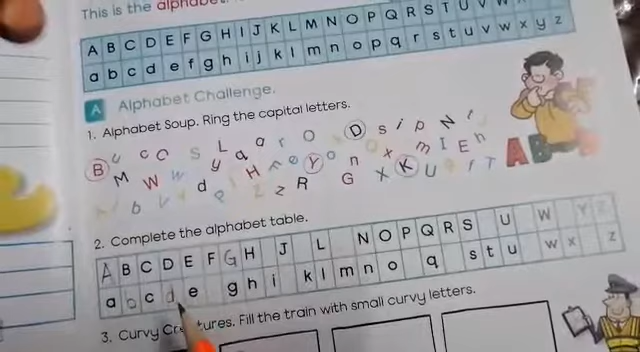 This is the alphabet.
A B C D E F G H I J K L M N O P Q R S T U V W
a b c d e f g h i j k l m n o p q r s t u v w x y z
A Alphabet Challenge.
1. Alphabet Soup. Ring the capital letters.
B u c C S L a r O D s i p N
M W w y a H e Y o n x m I E h
b d z z R G X K U I T
A B
2. Complete the alphabet table.
A B C D E F G H J L N O P Q R S U W Y Z
a b c d e g h i k l m n o q s t u w x z
3. Curvy Creatures. Fill the train with small curvy letters.